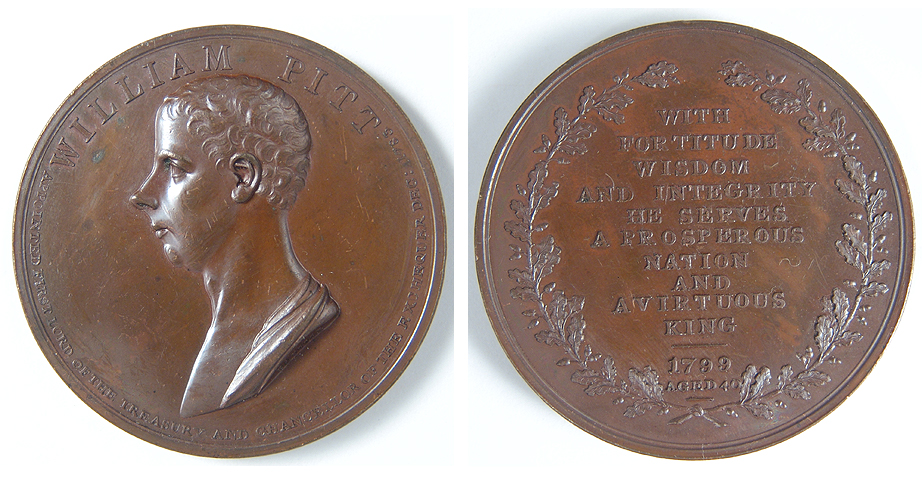 WILLIAM PITT
APPOINTED FIRST LORD OF THE TREASURY AND CHANCELLOR OF THE EXCHEQUER DECR
WITH
FORTITUDE
WISDOM
AND INTEGRITY
HE SERVES
A PROSPEROUS
NATION
AND
A VIRTUOUS
KING
1799
AGED 40